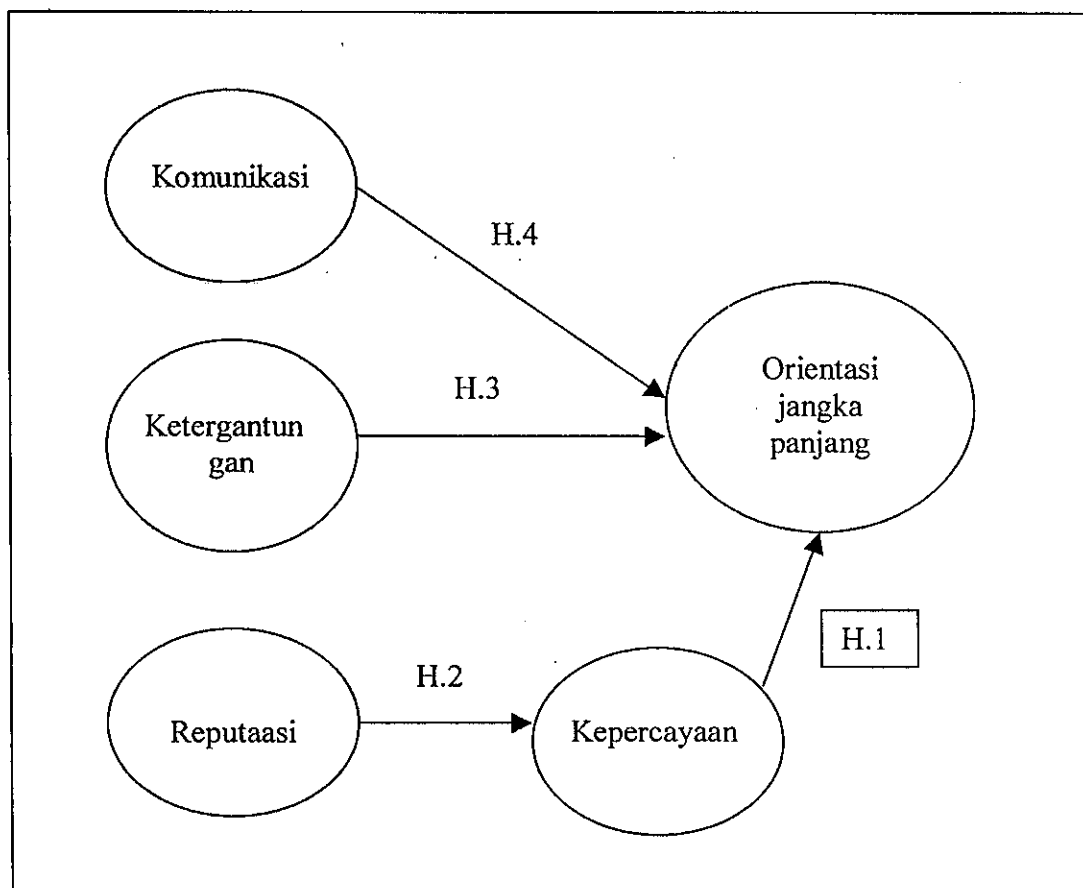 Komunikasi
H.4
Orientasi
jangka
panjang
H.3
Ketergantun
gan
H.1
H.2
Reputaasi
Kepercayaan